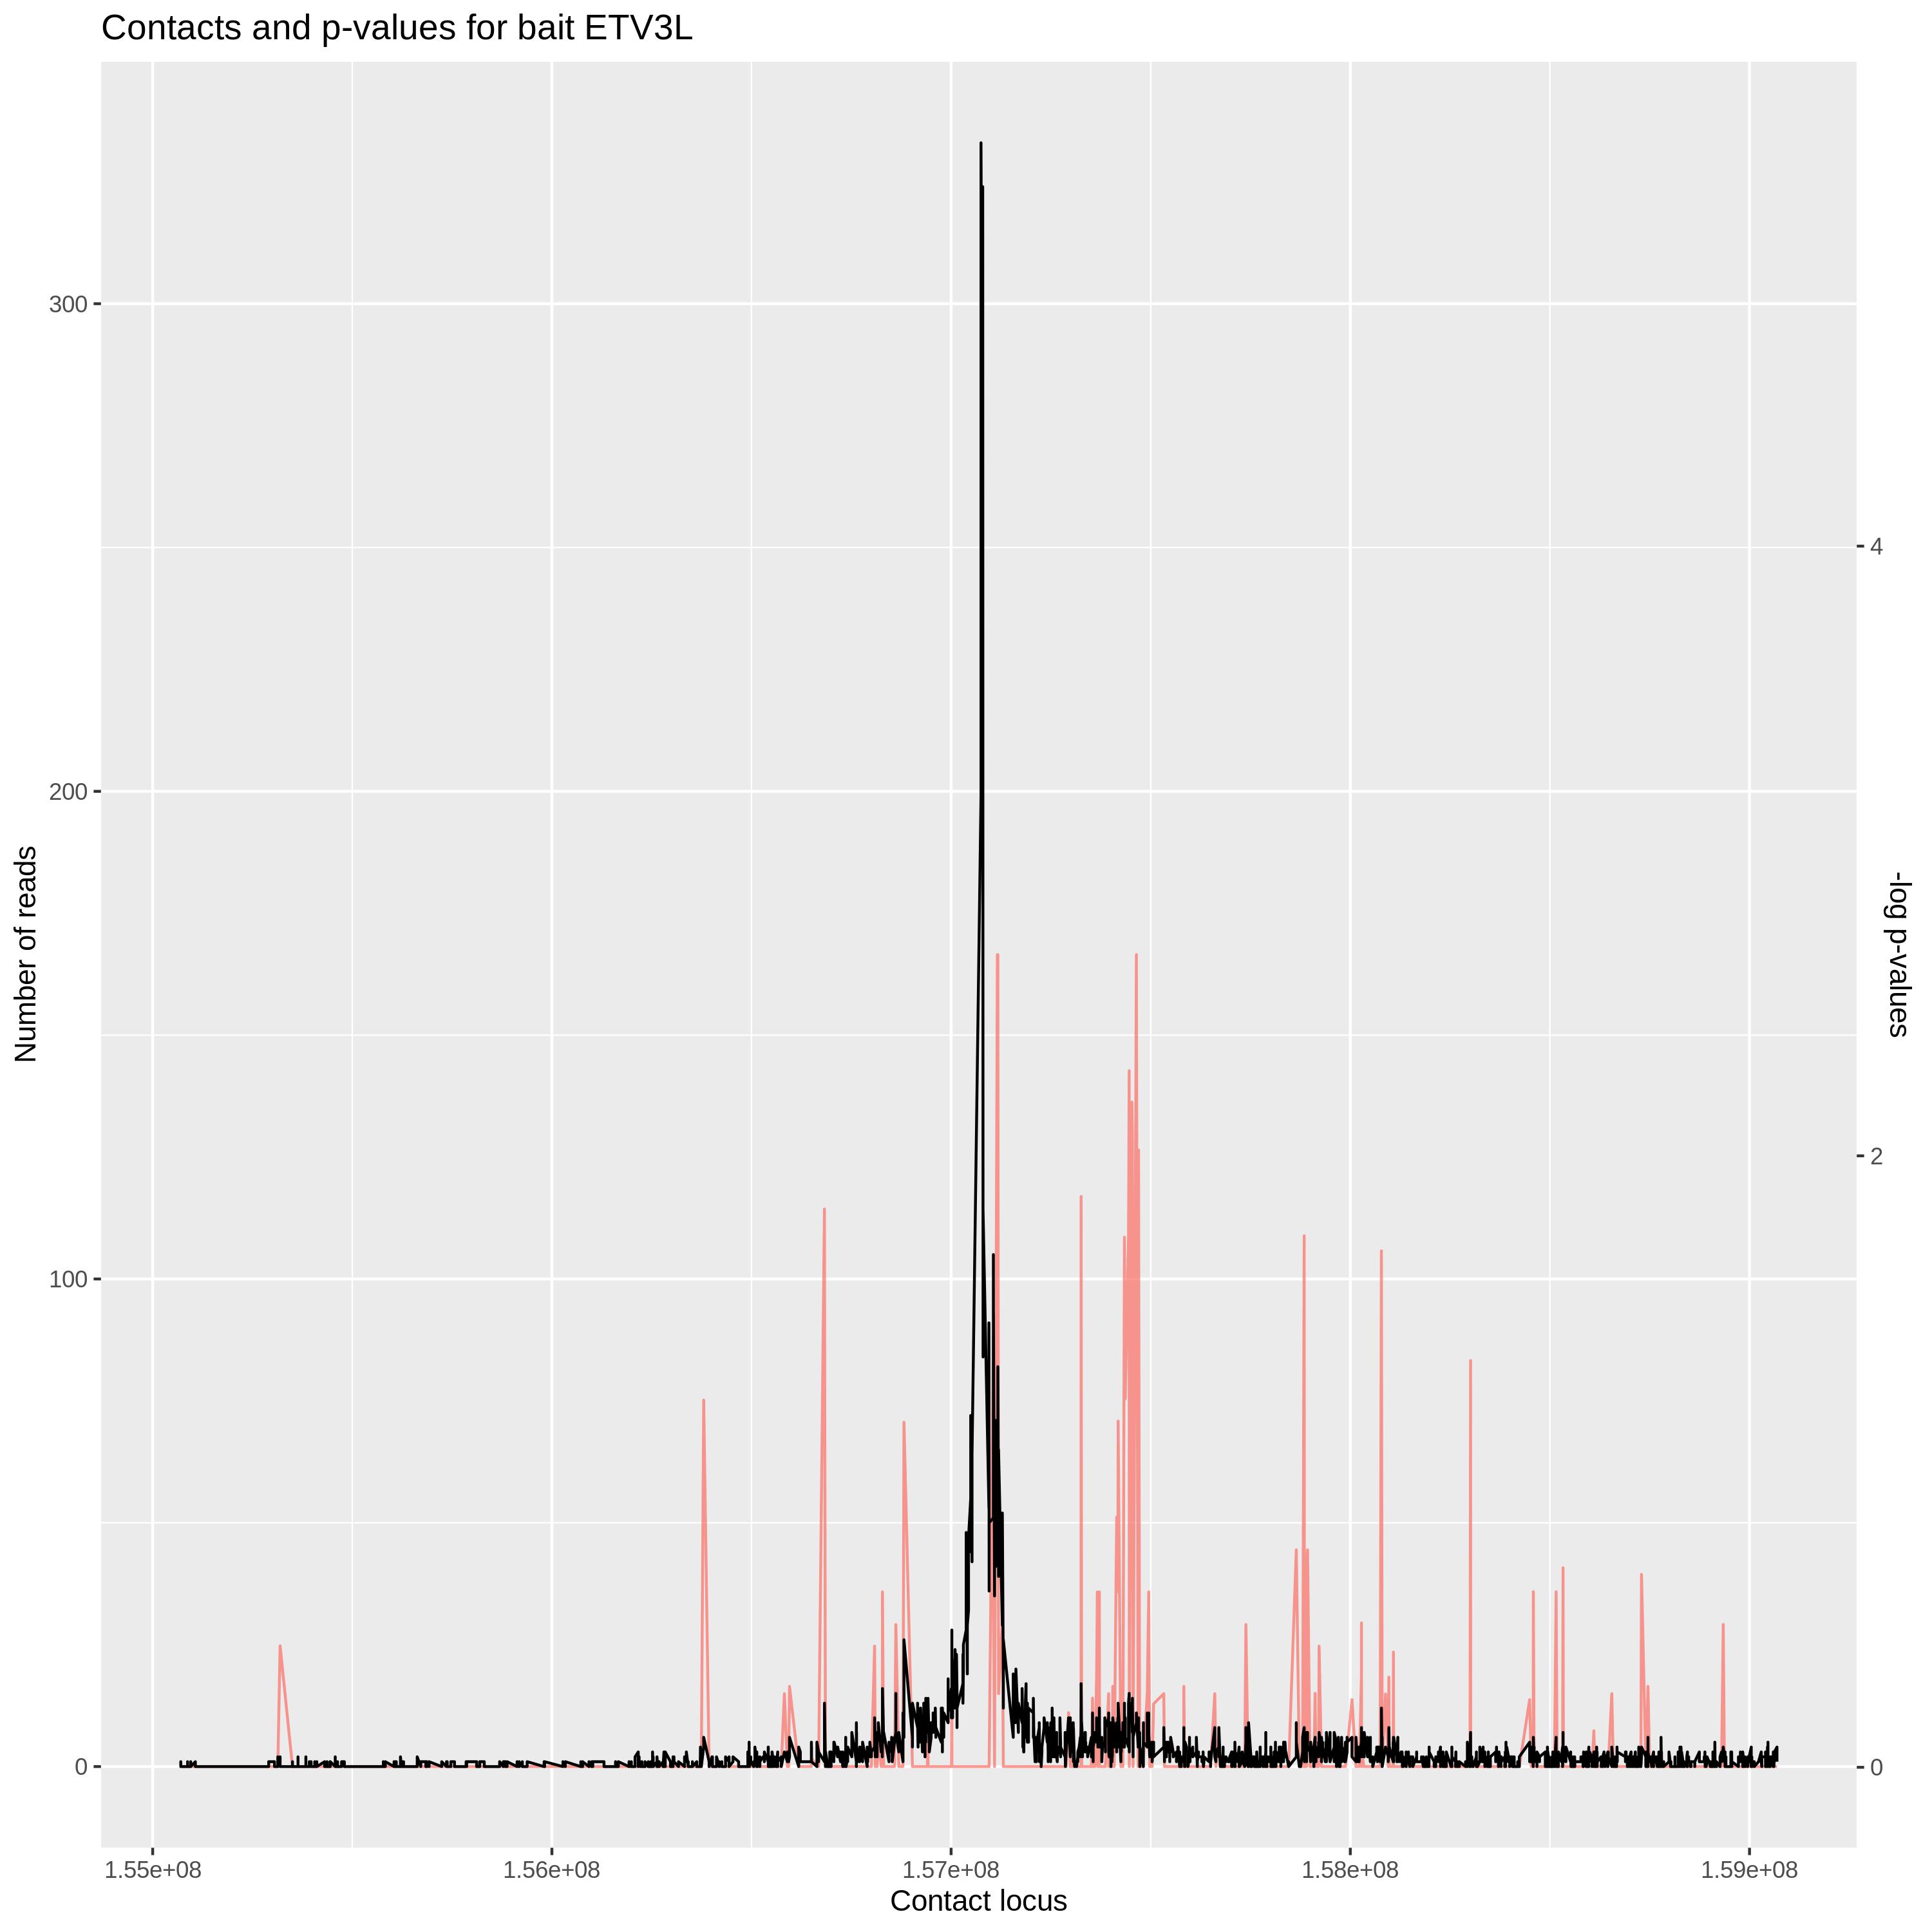 Contacts and p-values for bait ETV3L
300
200
100
0
Number of reads
4
2
0
-log p-values
1.55e+08
1.56e+08
1.57e+08
1.58e+08
1.59e+08
Contact locus